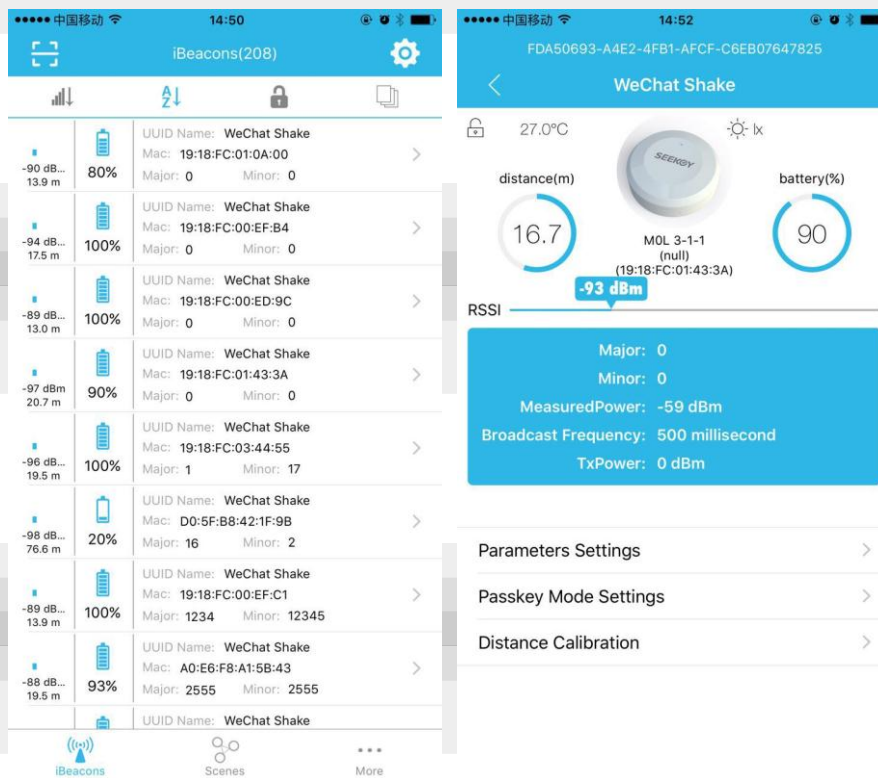 中国移动 14:50
iBeacons(208)
A
Z
UUID Name: WeChat Shake
-90 dB... 80% Mac: 19:18:FC:01:0A:00
13.9 m Major: 0 Minor: 0
UUID Name: WeChat Shake
-94 dB... 100% Mac: 19:18:FC:00:EF:B4
17.5 m Major: 0 Minor: 0
UUID Name: WeChat Shake
-89 dB... 100% Mac: 19:18:FC:00:ED:9C
13.0 m Major: 0 Minor: 0
UUID Name: WeChat Shake
-97 dBm 90% Mac: 19:18:FC:01:43:3A
20.7 m Major: 0 Minor: 0
UUID Name: WeChat Shake
-96 dB... 100% Mac: 19:18:FC:03:44:55
19.5 m Major: 1 Minor: 17
UUID Name: WeChat Shake
-98 dB... 20% Mac: D0:5F:B8:42:1F:9B
76.6 m Major: 16 Minor: 2
UUID Name: WeChat Shake
-89 dB... 100% Mac: 19:18:FC:00:EF:C1
13.9 m Major: 1234 Minor: 12345
UUID Name: WeChat Shake
-88 dB... 93% Mac: A0:E6:F8:A1:5B:43
19.5 m Major: 2555 Minor: 2555
UUID Name: WeChat Shake
iBeacons Scenes More
中国移动 14:52
FDA50693-A4E2-4FB1-AFCF-C6EB07647825
WeChat Shake
27.0°C lx
SEEKCY
distance(m) battery(%)
16.7 90
M0L 3-1-1
(null)
(19:18:FC:01:43:3A)
-93 dBm
RSSI
Major: 0
Minor: 0
MeasuredPower: -59 dBm
Broadcast Frequency: 500 millisecond
TxPower: 0 dBm
Parameters Settings
Passkey Mode Settings
Distance Calibration